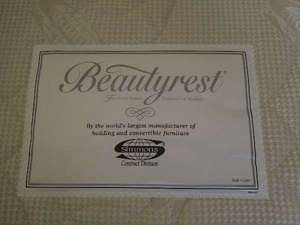 Beautyrest®
By the world's largest manufacturer of
bedding and convertible furniture
Simmons
Contract Division